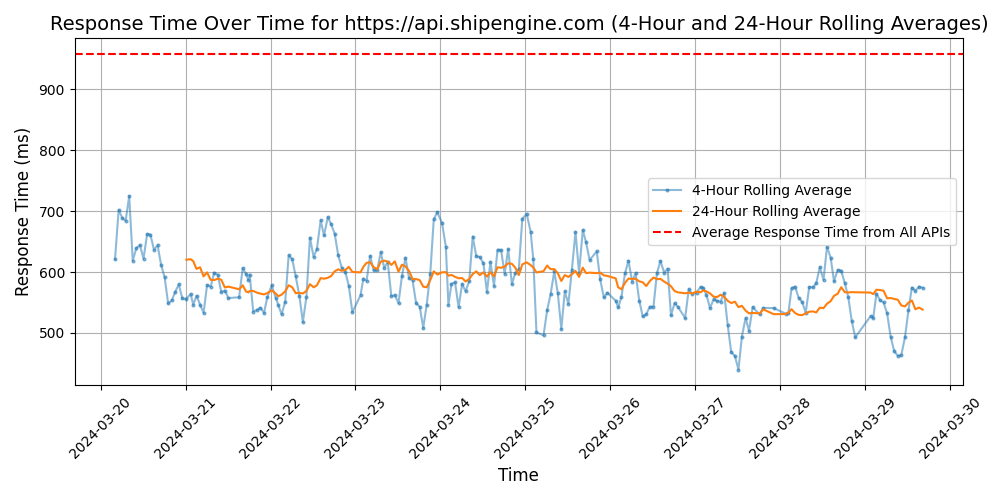 Response Time Over Time for https://api.shipengine.com (4-Hour and 24-Hour Rolling Averages)
Response Time (ms)
900
800
700
600
500
4-Hour Rolling Average
24-Hour Rolling Average
Average Response Time from All APIs
2024-03-20
2024-03-21
2024-03-22
2024-03-23
2024-03-24
2024-03-25
2024-03-26
2024-03-27
2024-03-28
2024-03-29
2024-03-30
Time